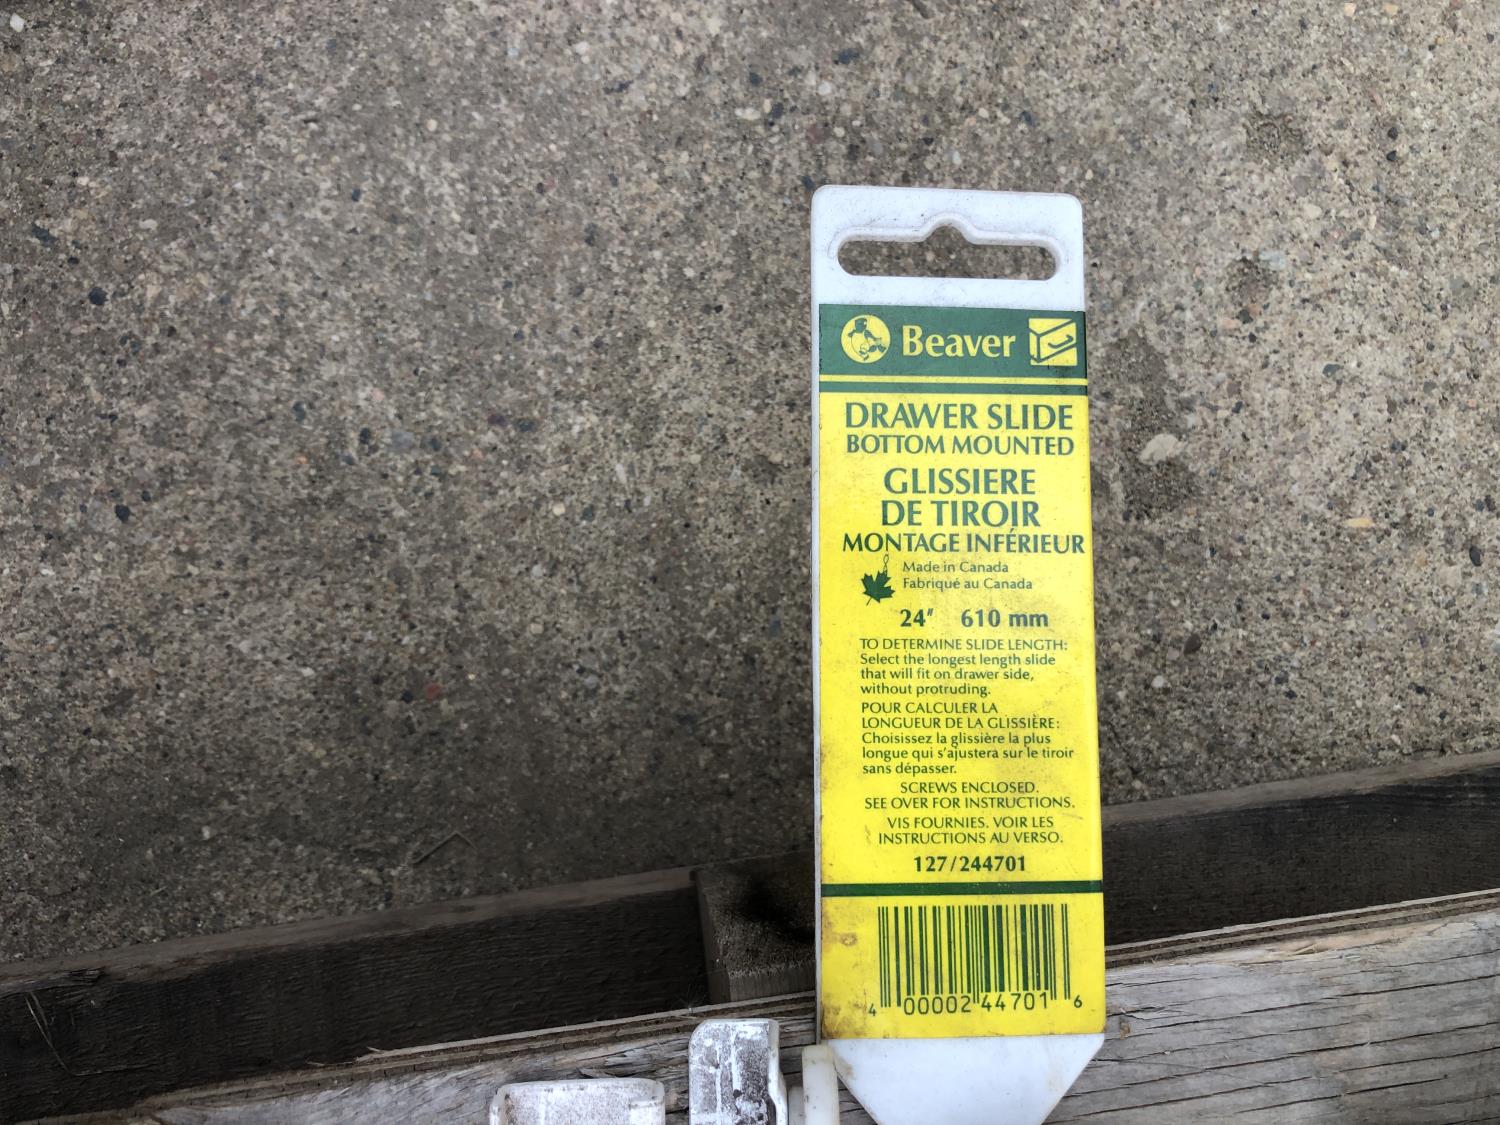 Beaver
DRAWER SLIDE
BOTTOM MOUNTED
GLISSIERE
DE TIROIR
MONTAGE INFÉRIEUR
Made in Canada
Fabriqué au Canada
24" 610 mm
TO DETERMINE SLIDE LENGTH:
Select the longest length slide
that will fit on drawer side,
without protruding.
POUR CALCULER LA
LONGUEUR DE LA GLISSIÈRE:
Choisissez la glissière la plus
longue qui s'ajustera sur le tiroir
sans dépasser.
SCREWS ENCLOSED.
SEE OVER FOR INSTRUCTIONS.
VIS FOURNIES. VOIR LES
INSTRUCTIONS AU VERSO.
127/244701
4 00002 44701 6